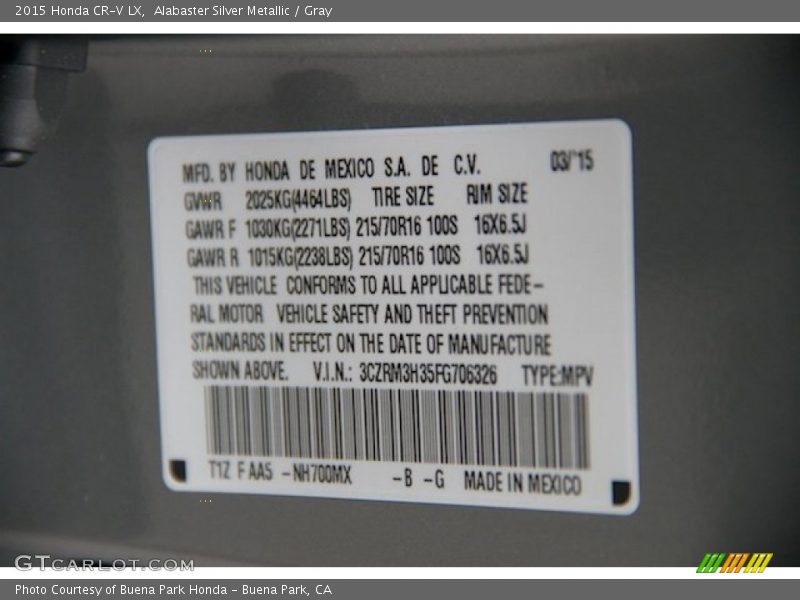 2015 Honda CR-V LX, Alabaster Silver Metallic / Gray
MFD. BY HONDA DE MEXICO S.A. DE C.V. 03/'15
GVWR 2025KG(4464LBS) TIRE SIZE RIM SIZE
GAWR F 1030KG(2271LBS) 215/70R16 100S 16X6.5J
GAWR R 1015KG(2238LBS) 215/70R16 100S 16X6.5J
THIS VEHICLE CONFORMS TO ALL APPLICABLE FEDE-
RAL MOTOR VEHICLE SAFETY AND THEFT PREVENTION
STANDARDS IN EFFECT ON THE DATE OF MANUFACTURE
SHOWN ABOVE. V.I.N.: 3CZRM3H35FG706326 TYPE:MPV
T1Z F AA5 -NH700MX -B -G MADE IN MEXICO
GTCARLOT.COM
Photo Courtesy of Buena Park Honda - Buena Park, CA